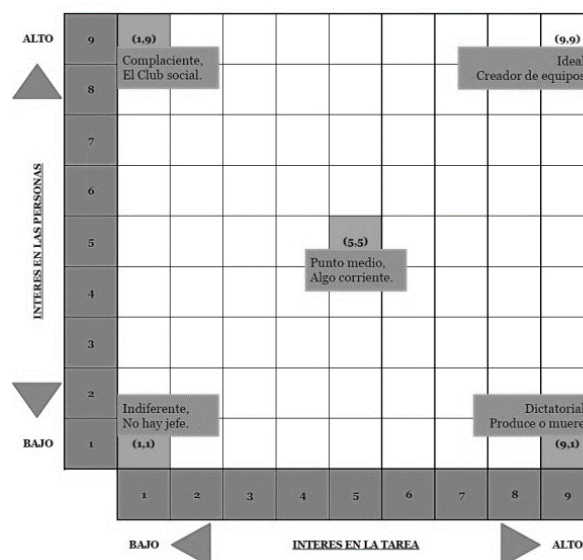 ALTO
9
(1,9)
(9,9)
Complaciente,
El Club social.
Ideal
Creador de equipos
8
7
6
INTERES EN LAS PERSONAS
5
(5,5)
Punto medio,
Algo corriente.
4
3
2
Indiferente,
No hay jefe.
Dictatorial
Produce o muere
BAJO
1
(1,1)
(9,1)
1
2
3
4
5
6
7
8
9
BAJO
INTERES EN LA TAREA
ALTO